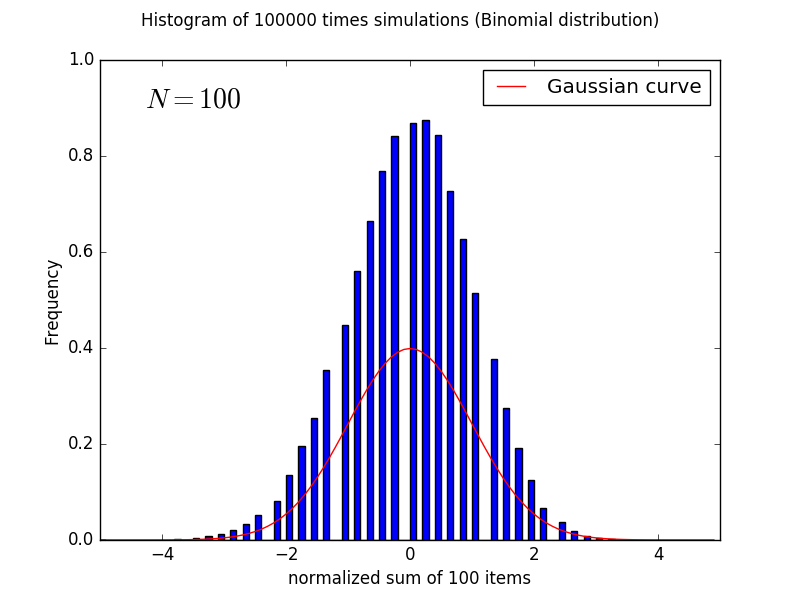 Histogram of 100000 times simulations (Binomial distribution)
1.0
N = 100
Gaussian curve
0.8
0.6
Frequency
0.4
0.2
0.0
−4 −2 0 2 4
normalized sum of 100 items